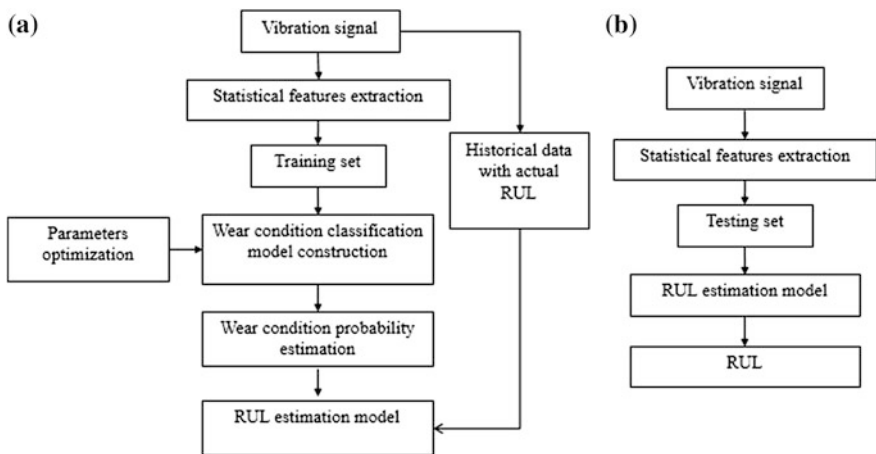 (a)
Vibration signal
Statistical features extraction
Training set
Historical data
with actual
RUL
Parameters
optimization
Wear condition classification
model construction
Wear condition probability
estimation
RUL estimation model
(b)
Vibration signal
Statistical features extraction
Testing set
RUL estimation model
RUL